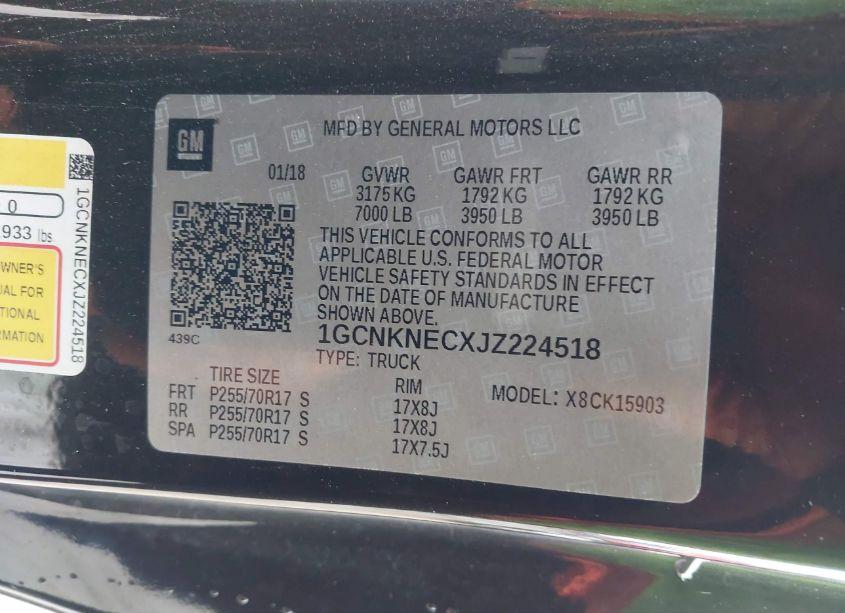 GM
MFD BY GENERAL MOTORS LLC
01/18 GVWR GAWR FRT GAWR RR
3175 KG 1792 KG 1792 KG
7000 LB 3950 LB 3950 LB
THIS VEHICLE CONFORMS TO ALL
APPLICABLE U.S. FEDERAL MOTOR
VEHICLE SAFETY STANDARDS IN EFFECT
ON THE DATE OF MANUFACTURE
SHOWN ABOVE.
1GCNKNECXJZ224518
439C
TYPE: TRUCK
TIRE SIZE RIM
MODEL: X8CK15903
FRT P255/70R17 S 17X8J
RR P255/70R17 S 17X8J
SPA P255/70R17 S 17X7.5J
0
933 lbs
OWNER'S
FOR
1GCNKNECXJZ224518